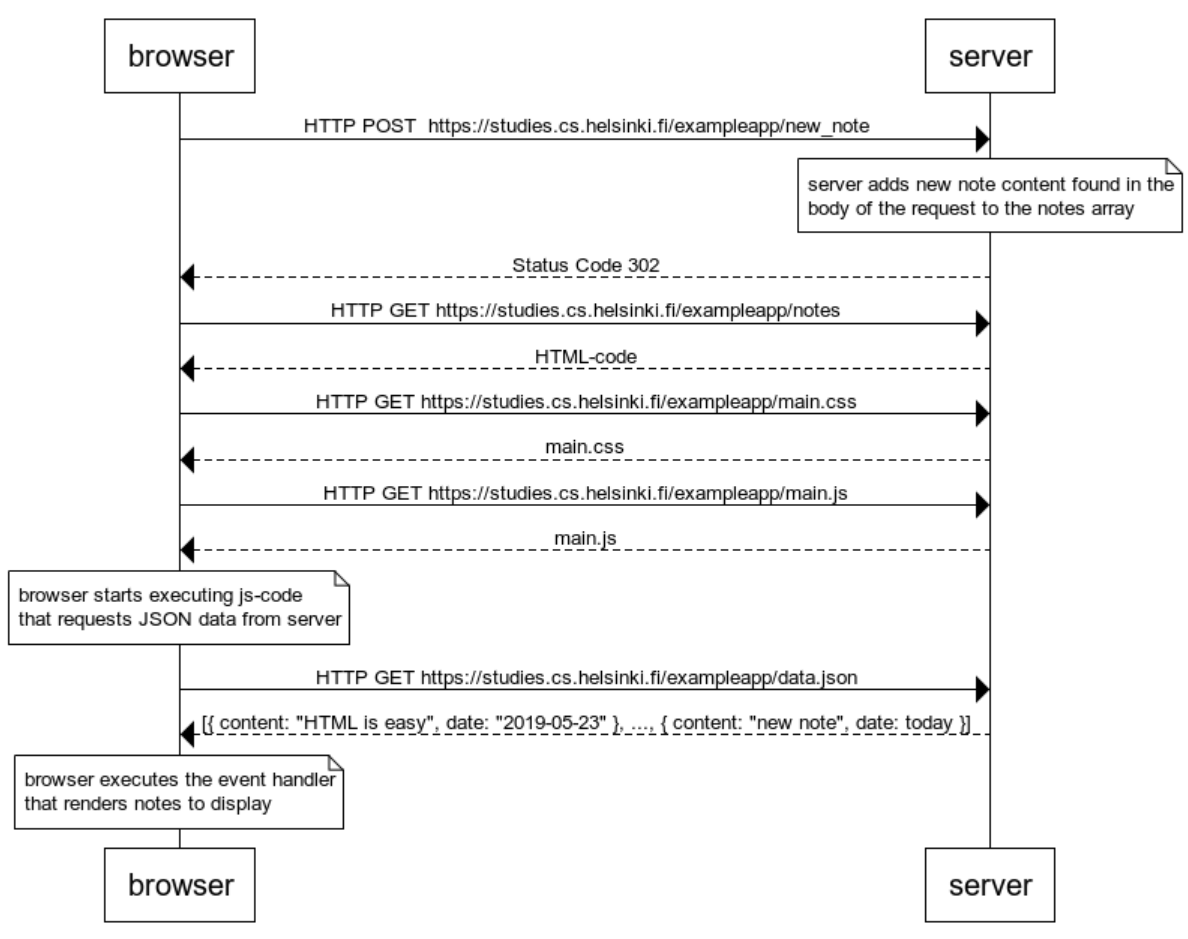 browser
server
HTTP POST  https://studies.cs.helsinki.fi/exampleapp/new_note
server adds new note content found in the
body of the request to the notes array
Status Code 302
HTTP GET https://studies.cs.helsinki.fi/exampleapp/notes
HTML-code
HTTP GET https://studies.cs.helsinki.fi/exampleapp/main.css
main.css
HTTP GET https://studies.cs.helsinki.fi/exampleapp/main.js
main.js
browser starts executing js-code
that requests JSON data from server
HTTP GET https://studies.cs.helsinki.fi/exampleapp/data.json
[{ content: "HTML is easy", date: "2019-05-23" }, ..., { content: "new note", date: today }]
browser executes the event handler
that renders notes to display
browser
server